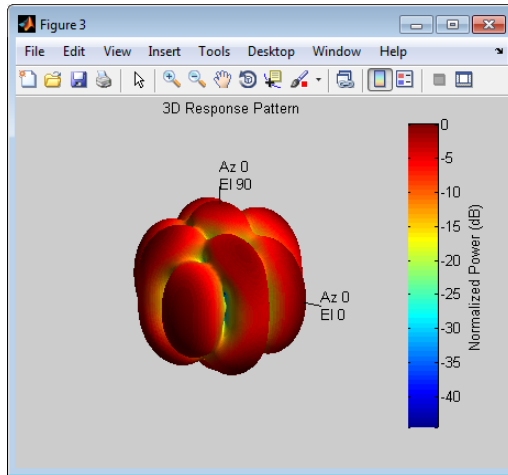 Figure 3
File Edit View Insert Tools Desktop Window Help
3D Response Pattern
Az 0
El 90
Az 0
El 0
0
-5
-10
-15
-20
-25
-30
-35
-40
Normalized Power (dB)